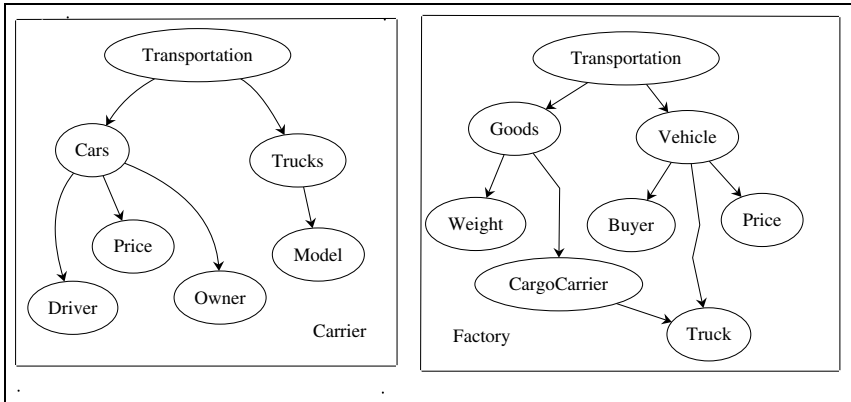 Transportation
Cars
Trucks
Price
Model
Driver
Owner
Carrier
Transportation
Goods
Vehicle
Weight
Buyer
Price
CargoCarrier
Factory
Truck